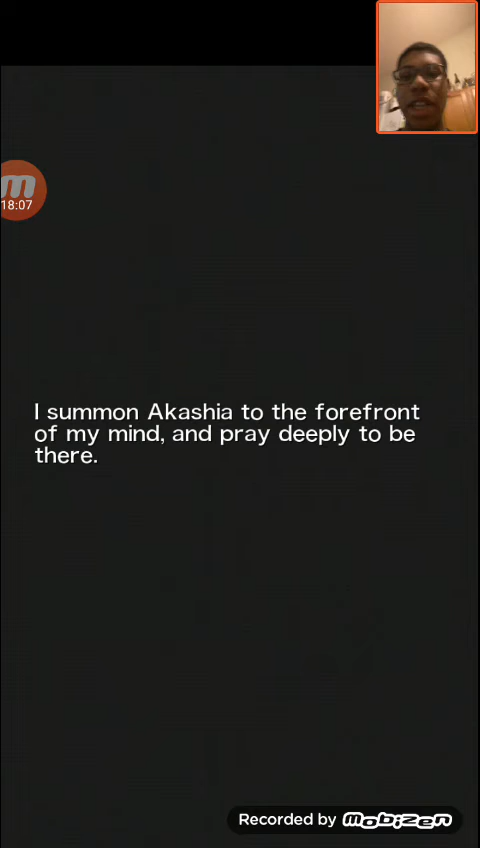 m
18:07
I summon Akashia to the forefront
of my mind, and pray deeply to be
there.
Recorded by mobizen